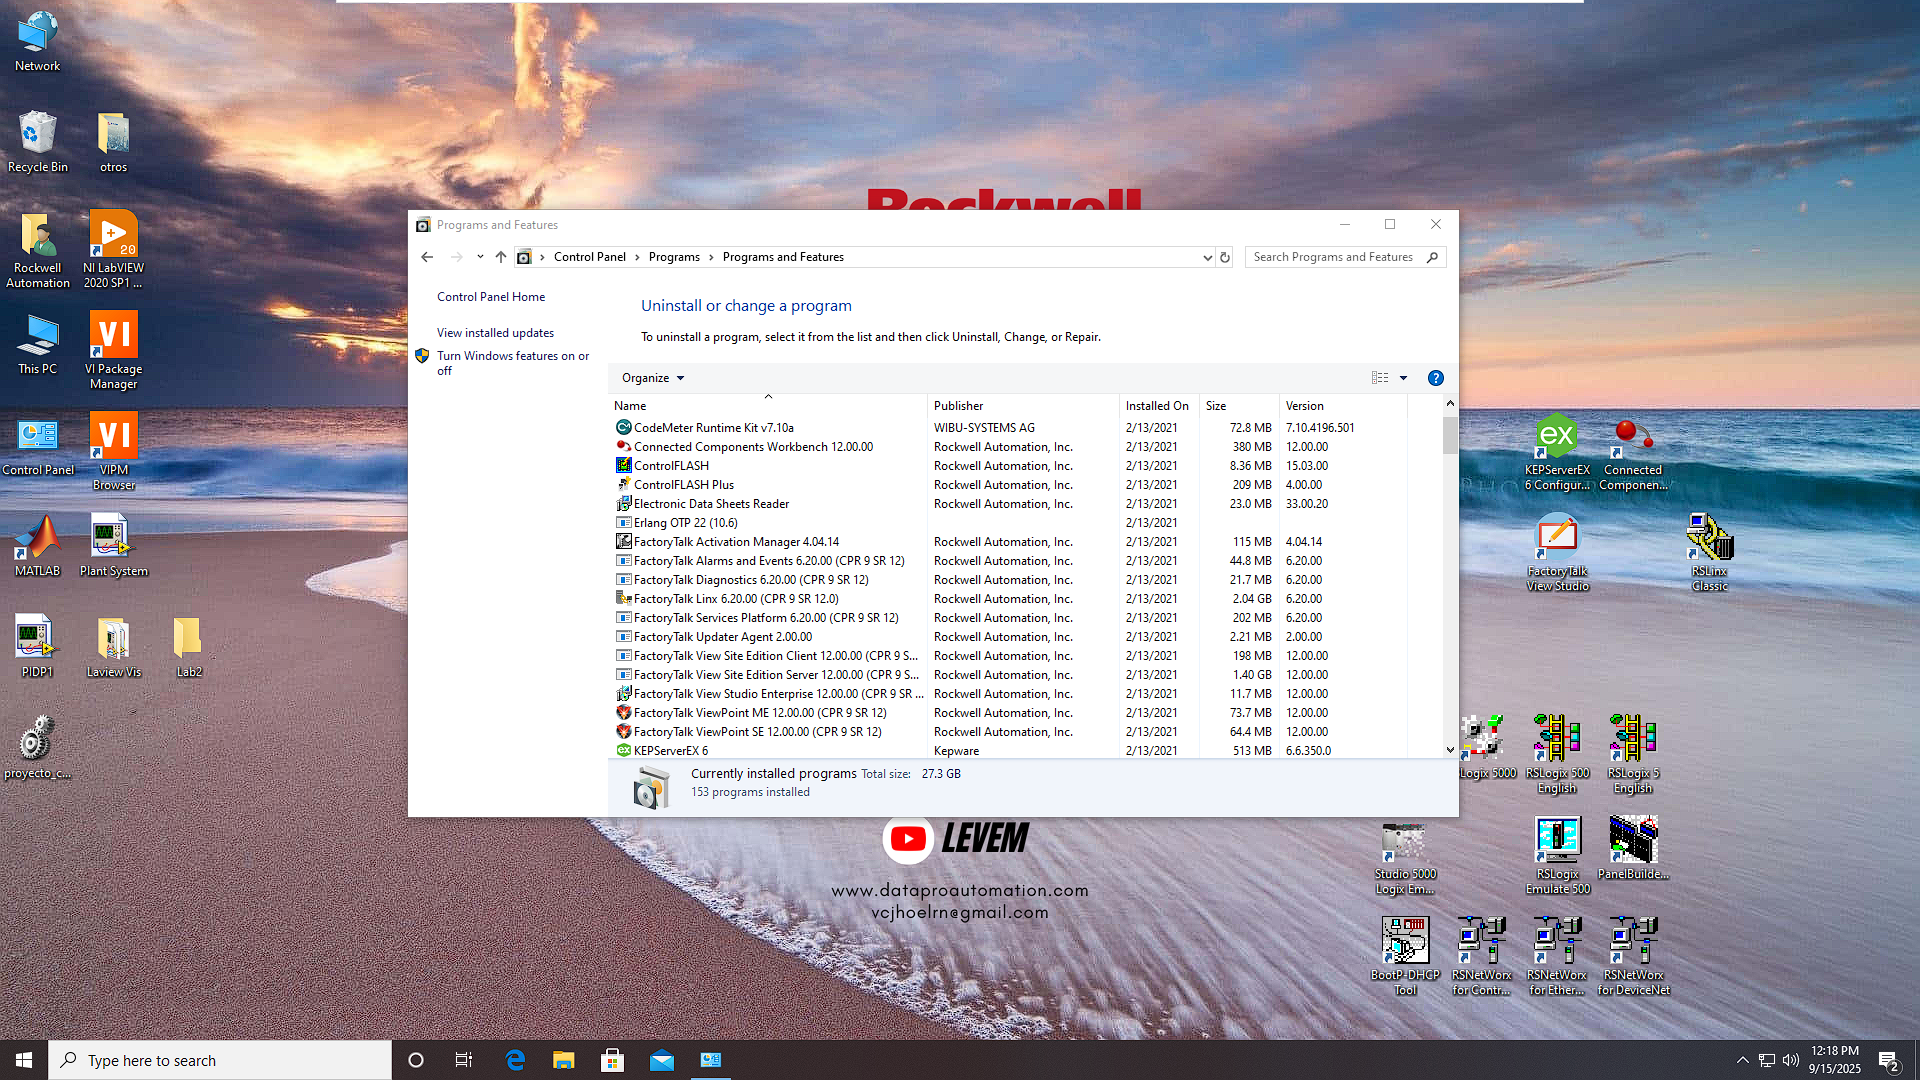 Network
Recycle Bin
otros
Rockwell
Automation
NI LabVIEW
2020 SP1 ...
20
This PC
VI
VI Package
Manager
Control Panel
VI
VIPM
Browser
MATLAB
Plant System
PIDP1
Laview Vis
Lab2
proyecto_c...
Rockwell
Programs and Features
Control Panel
Programs
Programs and Features
Search Programs and Features
Control Panel Home
View installed updates
Turn Windows features on or
off
Uninstall or change a program
To uninstall a program, select it from the list and then click Uninstall, Change, or Repair.
Organize
Name Publisher Installed On Size Version
CodeMeter Runtime Kit v7.10a WIBU-SYSTEMS AG 2/13/2021 72.8 MB 7.10.4196.501
Connected Components Workbench 12.00.00 Rockwell Automation, Inc. 2/13/2021 380 MB 12.00.00
ControlFLASH Rockwell Automation, Inc. 2/13/2021 8.36 MB 15.03.00
ControlFLASH Plus Rockwell Automation, Inc. 2/13/2021 209 MB 4.00.00
Electronic Data Sheets Reader Rockwell Automation, Inc. 2/13/2021 23.0 MB 33.00.20
Erlang OTP 22 (10.6) 2/13/2021
FactoryTalk Activation Manager 4.04.14 Rockwell Automation, Inc. 2/13/2021 115 MB 4.04.14
FactoryTalk Alarms and Events 6.20.00 (CPR 9 SR 12) Rockwell Automation, Inc. 2/13/2021 44.8 MB 6.20.00
FactoryTalk Diagnostics 6.20.00 (CPR 9 SR 12) Rockwell Automation, Inc. 2/13/2021 21.7 MB 6.20.00
FactoryTalk Linx 6.20.00 (CPR 9 SR 12.0) Rockwell Automation, Inc. 2/13/2021 2.04 GB 6.20.00
FactoryTalk Services Platform 6.20.00 (CPR 9 SR 12) Rockwell Automation, Inc. 2/13/2021 202 MB 6.20.00
FactoryTalk Updater Agent 2.00.00 Rockwell Automation, Inc. 2/13/2021 2.21 MB 2.00.00
FactoryTalk View Site Edition Client 12.00.00 (CPR 9 S... Rockwell Automation, Inc. 2/13/2021 198 MB 12.00.00
FactoryTalk View Site Edition Server 12.00.00 (CPR 9 S... Rockwell Automation, Inc. 2/13/2021 1.40 GB 12.00.00
FactoryTalk View Studio Enterprise 12.00.00 (CPR 9 SR ... Rockwell Automation, Inc. 2/13/2021 11.7 MB 12.00.00
FactoryTalk ViewPoint ME 12.00.00 (CPR 9 SR 12) Rockwell Automation, Inc. 2/13/2021 73.7 MB 12.00.00
FactoryTalk ViewPoint SE 12.00.00 (CPR 9 SR 12) Rockwell Automation, Inc. 2/13/2021 64.4 MB 12.00.00
KEPServerEX 6 Kepware 2/13/2021 513 MB 6.6.350.0
Currently installed programs Total size: 27.3 GB
153 programs installed
LEVEM
www.dataproautomation.com
vcjhoelrn@gmail.com
ex
KEPServerEX
6 Configur...
Connected
Componen...
FactoryTalk
View Studio
RSLinx
Classic
Logix 5000
RSLogix 500
English
RSLogix 5
English
Studio 5000
Logix Em...
RSLogix
Emulate 500
PanelBuilde...
BootP-DHCP
Tool
RSNetWorx
for Contr...
RSNetWorx
for Ether...
RSNetWorx
for DeviceNet
Type here to search
12:18 PM
9/15/2025
2